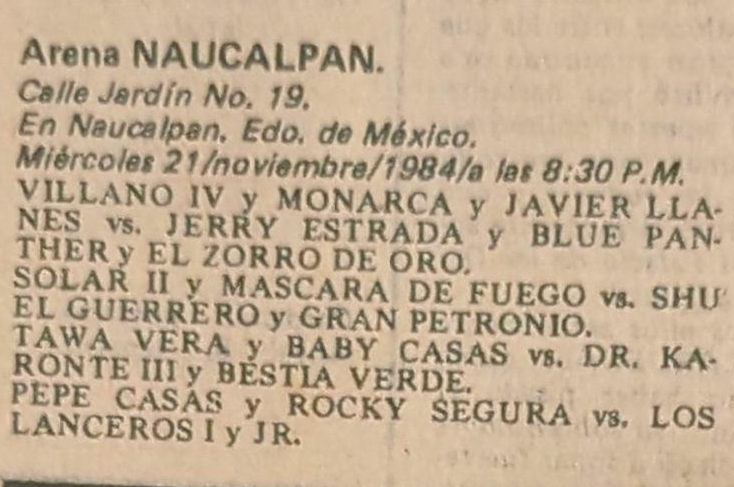 Arena NAUCALPAN.
Calle Jardín No. 19.
En Naucalpan. Edo. de México.
Miércoles 21/noviembre/1984/a las 8:30 P.M.
VILLANO IV y MONARCA y JAVIER LLA-
NES vs. JERRY ESTRADA y BLUE PAN-
THER y EL ZORRO DE ORO.
SOLAR II y MASCARA DE FUEGO vs. SHU
EL GUERRERO y GRAN PETRONIO.
TAWA VERA y BABY CASAS vs. DR. KA-
RONTE III y BESTIA VERDE.
PEPE CASAS y ROCKY SEGURA vs. LOS
LANCEROS I y JR.